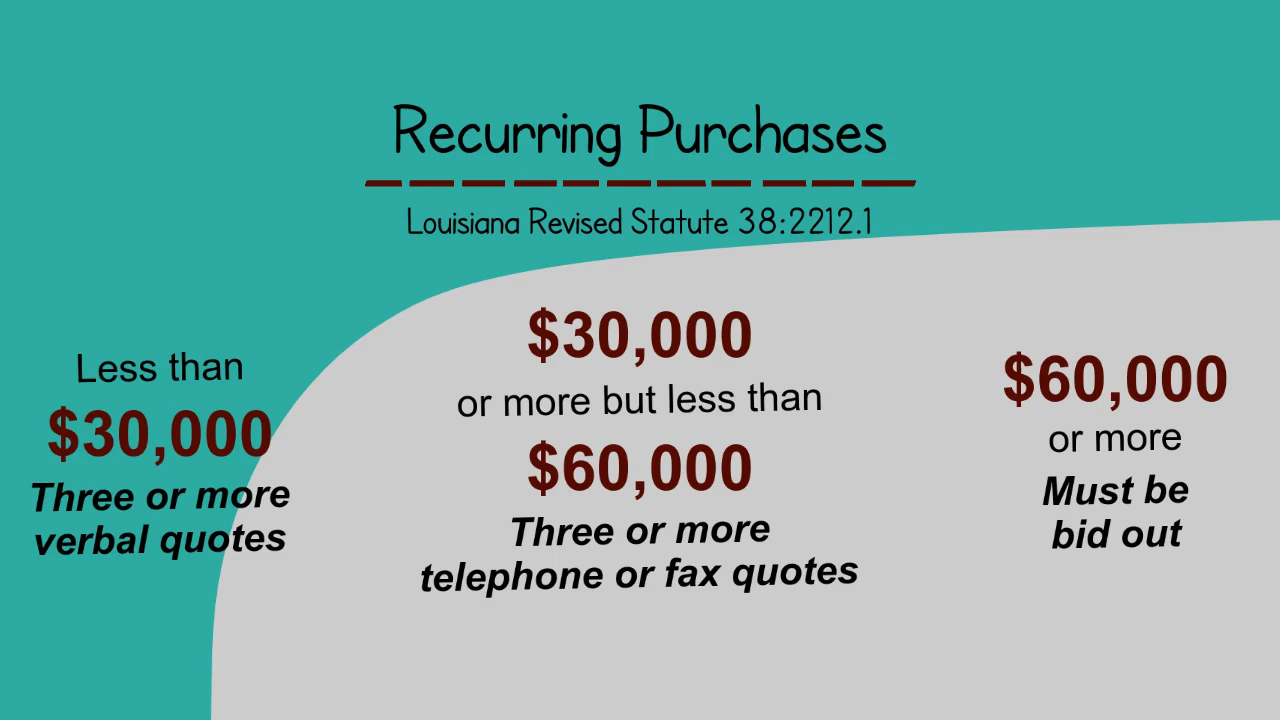 Recurring Purchases
Louisiana Revised Statute 38:2212.1
Less than
$30,000
Three or more
verbal quotes
$30,000
or more but less than
$60,000
Three or more
telephone or fax quotes
$60,000
or more
Must be
bid out